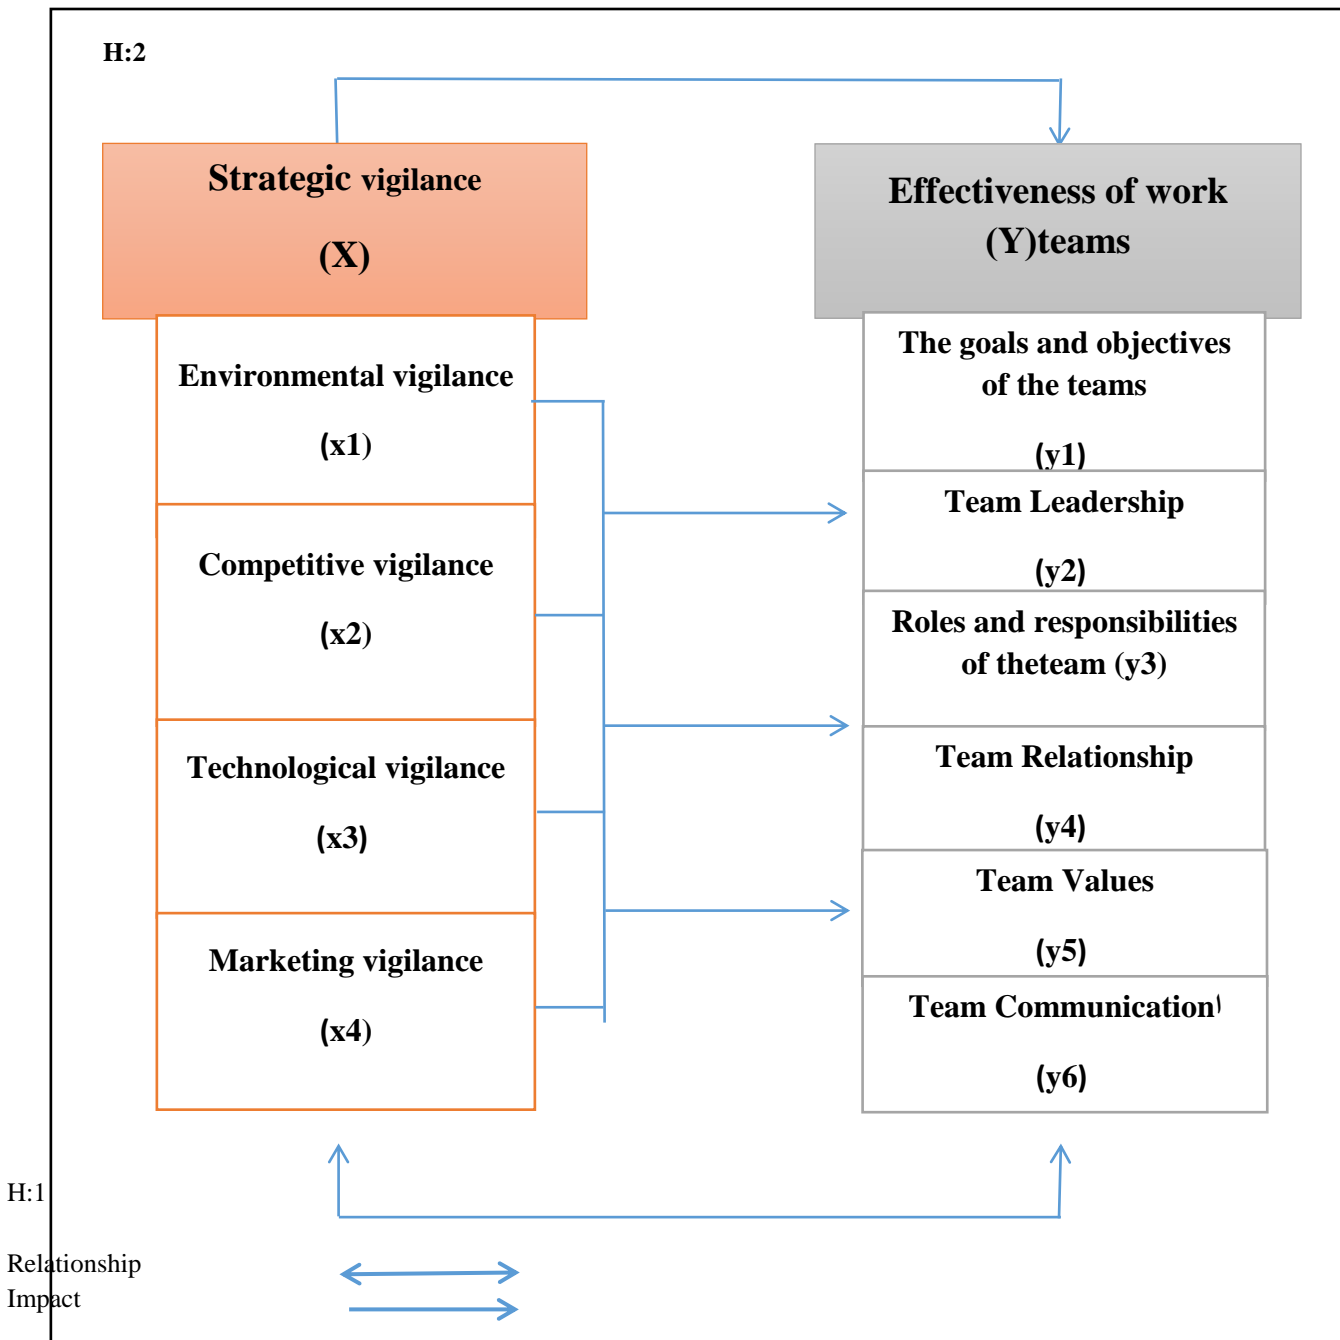 H:2
Strategic vigilance
(X)
Environmental vigilance
(x1)
Competitive vigilance
(x2)
Technological vigilance
(x3)
Marketing vigilance
(x4)
Effectiveness of work
(Y)teams
The goals and objectives
of the teams
(y1)
Team Leadership
(y2)
Roles and responsibilities
of theteam (y3)
Team Relationship
(y4)
Team Values
(y5)
Team Communication
(y6)
H:1
Relationship
Impact